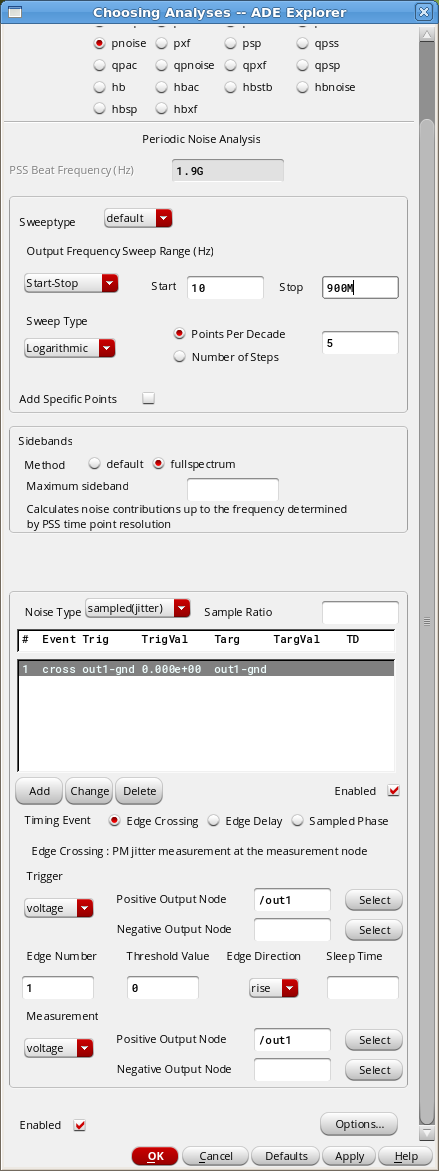 Choosing Analyses -- ADE Explorer
pnoise pxf psp qpss
qpac qpnoise qpxf qpsp
hb hbac hbstb hbnoise
hbsp hbxf
Periodic Noise Analysis
PSS Beat Frequency (Hz) 1.9G
Sweeptype default
Output Frequency Sweep Range (Hz)
Start-Stop Start 10 Stop 900M
Sweep Type
Logarithmic
Points Per Decade
Number of Steps
5
Add Specific Points
Sidebands
Method default fullspectrum
Maximum sideband
Calculates noise contributions up to the frequency determined
by PSS time point resolution
Noise Type sampled(jitter) Sample Ratio
# Event Trig TrigVal Targ TargVal TD
1 cross out1-gnd 0.000e+00 out1-gnd
Add Change Delete Enabled
Timing Event Edge Crossing Edge Delay Sampled Phase
Edge Crossing : PM jitter measurement at the measurement node
Trigger
voltage Positive Output Node /out1 Select
Negative Output Node Select
Edge Number Threshold Value Edge Direction Sleep Time
1 0 rise
Measurement
voltage Positive Output Node /out1 Select
Negative Output Node Select
Enabled Options...
OK Cancel Defaults Apply Help